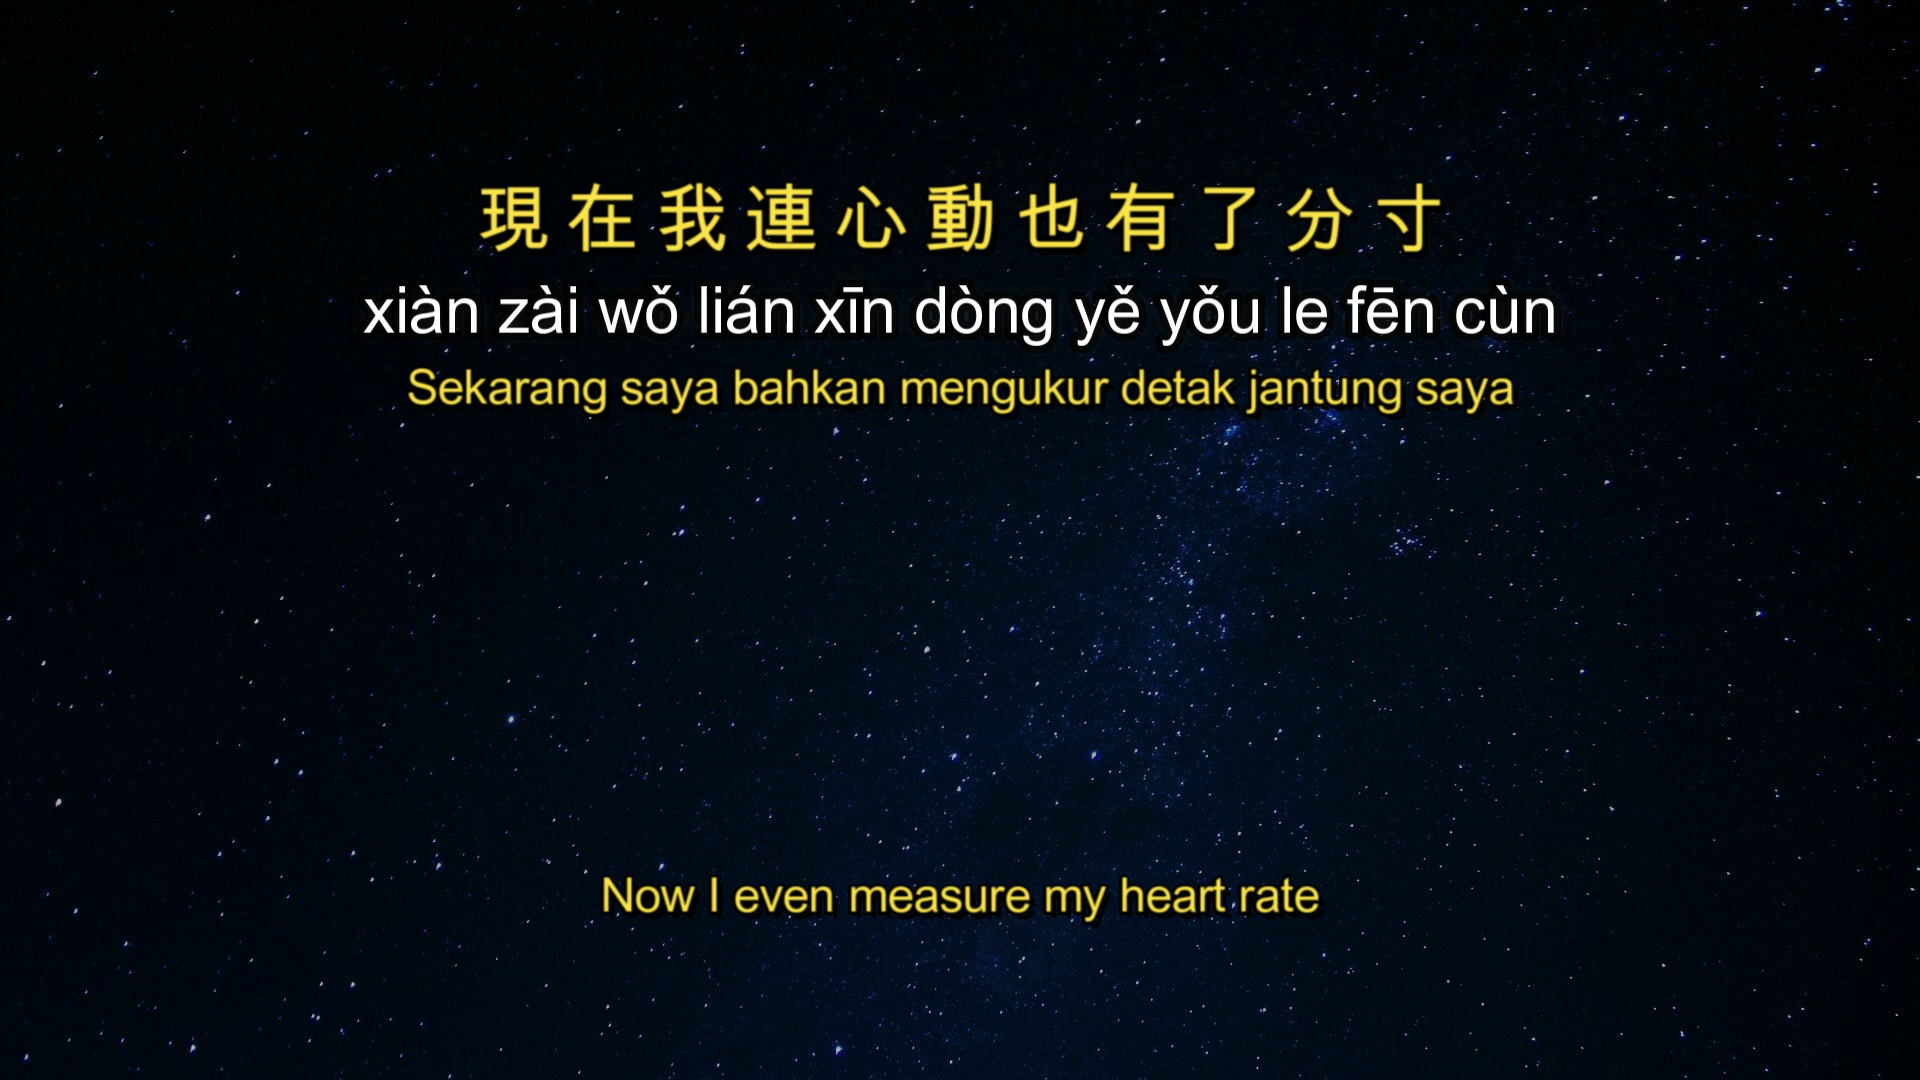 現在我連心動也有了分寸
xiàn zài wǒ lián xīn dòng yě yǒu le fēn cùn
Sekarang saya bahkan mengukur detak jantung saya
Now I even measure my heart rate